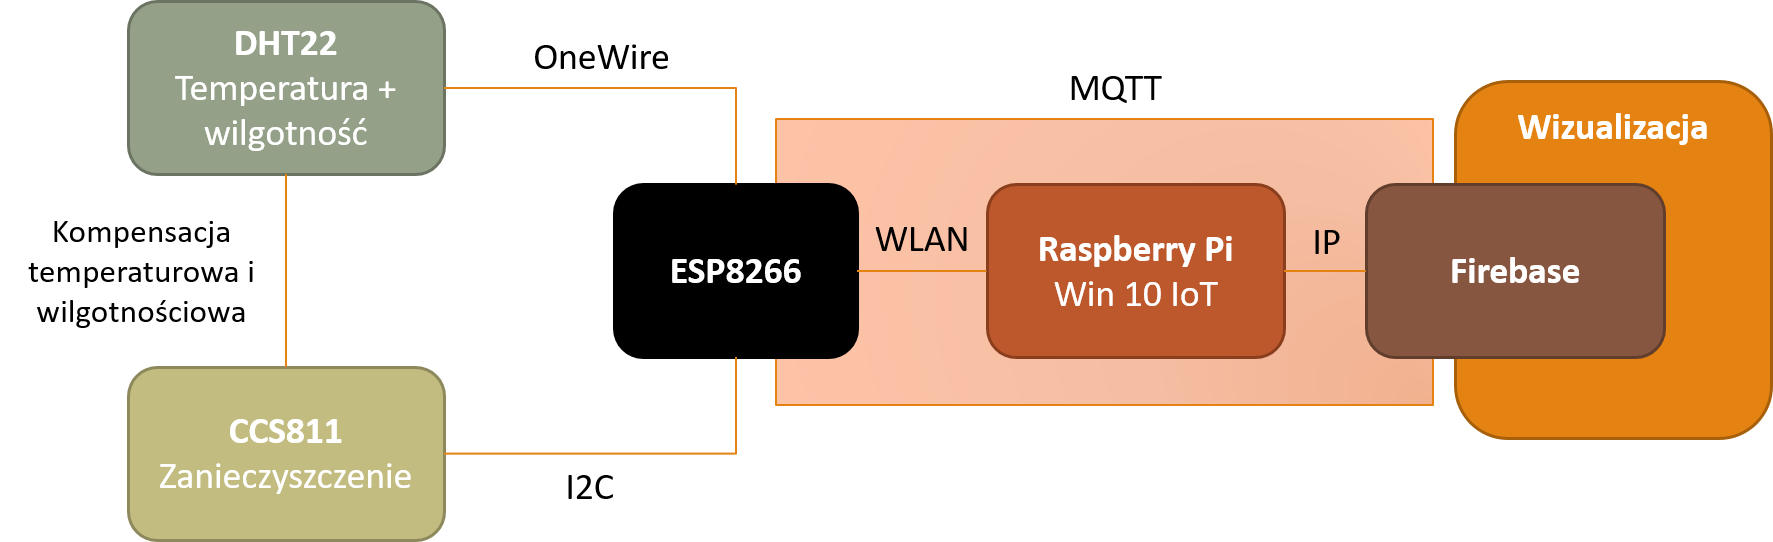 DHT22
Temperatura +
wilgotność
OneWire
Kompensacja
temperaturowa i
wilgotnościowa
CCS811
Zanieczyszczenie
I2C
ESP8266
MQTT
WLAN
Raspberry Pi
Win 10 IoT
IP
Wizualizacja
Firebase